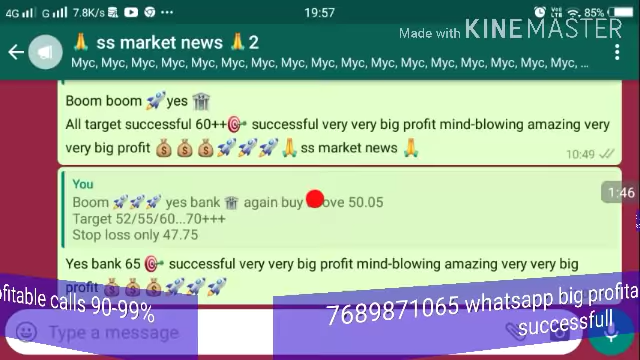 4G 4G 7.8K/s 19:57 VoLTE 85%
Made with KINEMASTER
🙏 ss market news 🙏2
Myc, Myc, Myc, Myc, Myc, Myc, Myc, Myc, Myc, Myc, Myc, Myc, Myc, Myc, Myc, Myc, Myc, ...
Boom boom 🚀yes 🏦
All target successful 60++🎯 successful very very big profit mind-blowing amazing very
very big profit 💰💰💰🚀🚀🚀🙏ss market news 🙏
10:49
You
1:46
Boom 🚀🚀🚀 yes bank 🏦 again buy ove 50.05
Target 52/55/60...70+++
Stop loss only 47.75
Yes bank 65 🎯 successful very very big profit mind-blowing amazing very very big
profit 💰💰💰🚀🚀🚀
ofitable calls 90-99%
7689871065 whatsapp big profita
successfull
Type a message